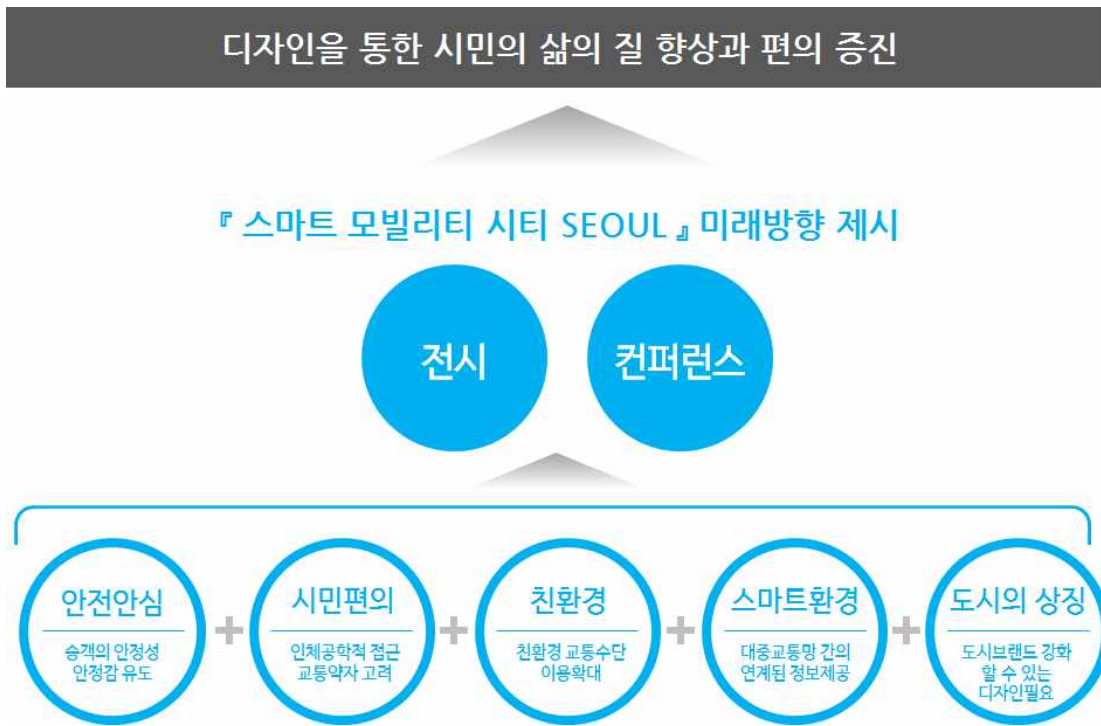 디자인을 통한 시민의 삶의 질 향상과 편의 증진
『 스마트 모빌리티 시티 SEOUL 』 미래방향 제시
전시
컨퍼런스
안전안심
승객의 안정성
안정감 유도
+
시민편의
인체공학적 접근
교통약자 고려
+
친환경
친환경 교통수단
이용확대
+
스마트환경
대중교통망 간의
연계된 정보제공
+
도시의 상징
도시브랜드 강화
할 수 있는
디자인필요